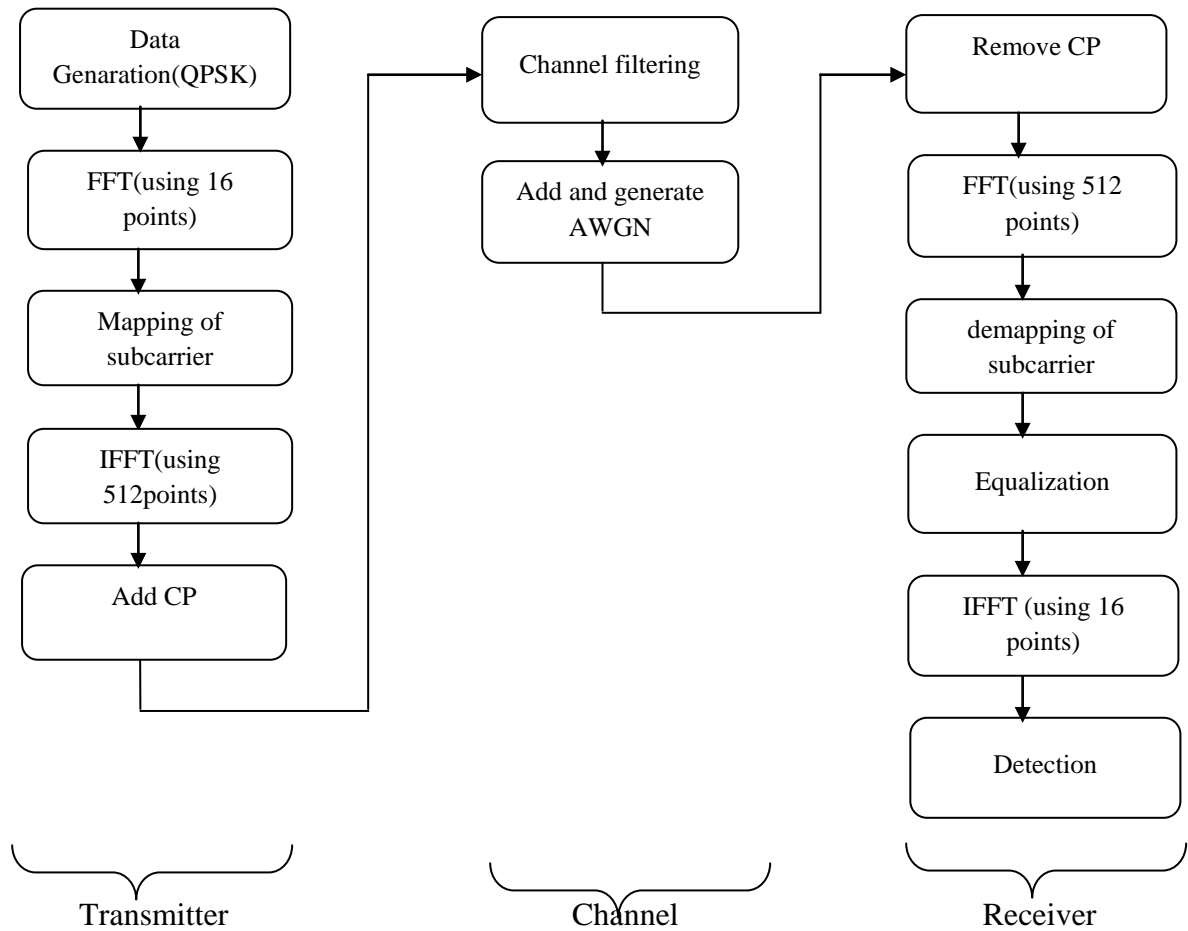 Data
Genaration(QPSK)
FFT(using 16
points)
Mapping of
subcarrier
IFFT(using
512points)
Add CP
Transmitter
Channel filtering
Add and generate
AWGN
Channel
Remove CP
FFT(using 512
points)
demapping of
subcarrier
Equalization
IFFT (using 16
points)
Detection
Receiver